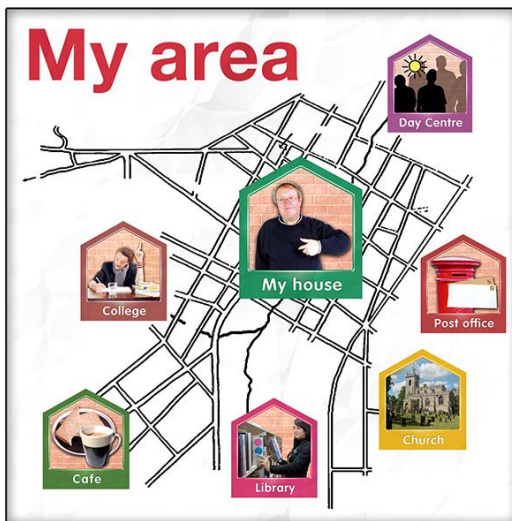 My area
Day Centre
My house
College
Post office
Church
Cafe
Library